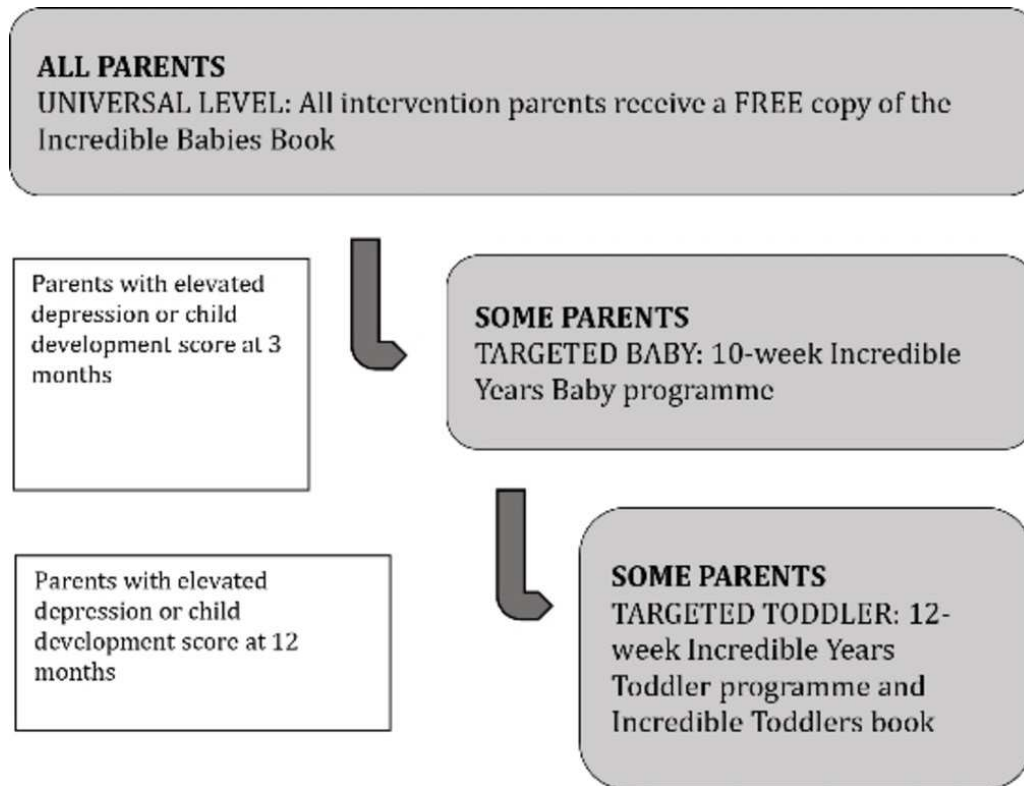 ALL PARENTS
UNIVERSAL LEVEL: All intervention parents receive a FREE copy of the
Incredible Babies Book
Parents with elevated
depression or child
development score at 3
months
SOME PARENTS
TARGETED BABY: 10-week Incredible
Years Baby programme
Parents with elevated
depression or child
development score at 12
months
SOME PARENTS
TARGETED TODDLER: 12-
week Incredible Years
Toddler programme and
Incredible Toddlers book